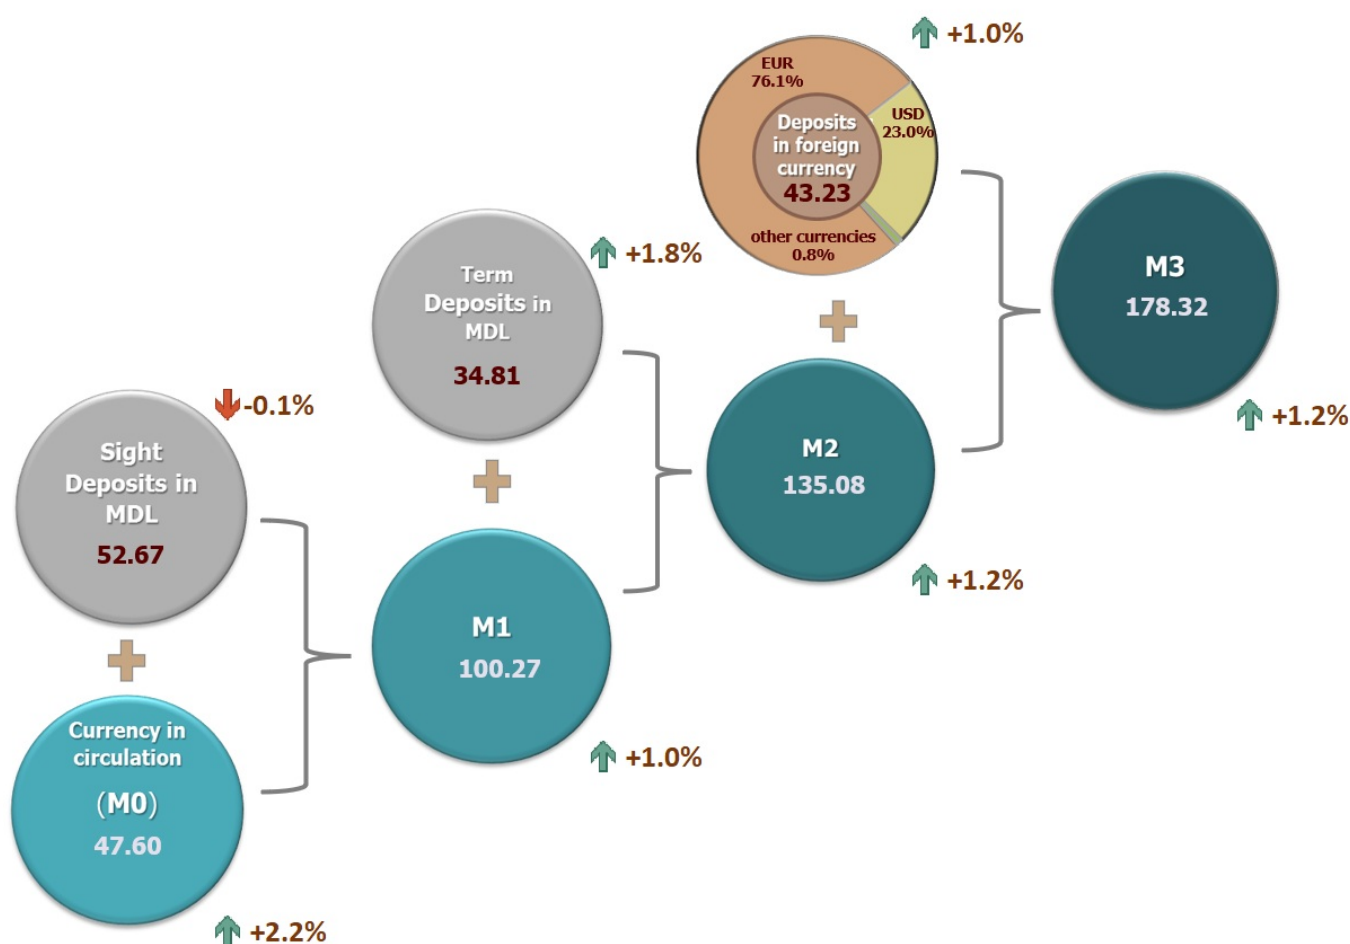 +1.0%
EUR
76.1%
USD
23.0%
Deposits
in foreign
currency
43.23
other currencies
0.8%
Term
Deposits in
MDL
34.81
+1.8%
M3
178.32
+1.2%
Sight
Deposits in
MDL
52.67
-0.1%
M2
135.08
+1.2%
M1
100.27
+1.0%
Currency in
circulation
(M0)
47.60
+2.2%